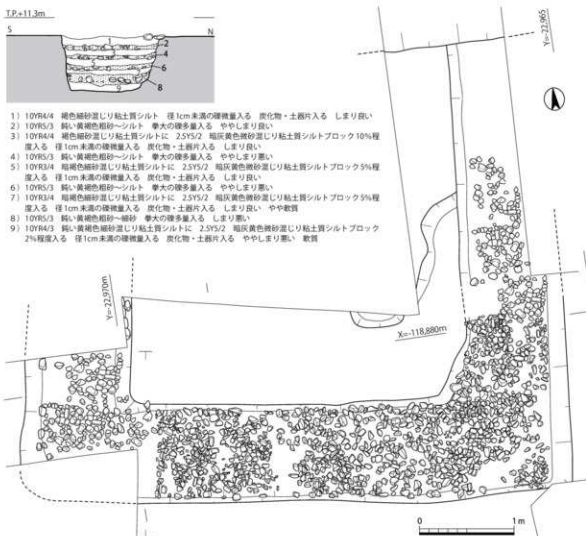 T.P.+11.3m
S
N
1
2
4
6
8
9
1） 10YR4/4　褐色細砂混じり粘土質シルト　径1cm未満の礫微量入る　炭化物・土器片入る　しまり良い
2） 10YR5/3　鈍い黄褐色粗砂～シルト　拳大の礫多量入る　ややしまり良い
3） 10YR4/4　褐色細砂混じり粘土質シルトに　2.5Y5/2　暗灰黄色微砂混じり粘土質シルトブロック10％程
度入る　径1cm未満の礫微量入る　炭化物・土器片入る　しまり良い
4） 10YR5/3　鈍い黄褐色粗砂～シルト　拳大の礫多量入る　ややしまり悪い
5） 10YR3/4　暗褐色細砂混じり粘土質シルトに　2.5Y5/2　暗灰黄色微砂混じり粘土質シルトブロック5％程
度入る　径1cm未満の礫微量入る　炭化物・土器片入る　しまり良い
6） 10YR5/3　鈍い黄褐色粗砂～シルト　拳大の礫多量入る　ややしまり悪い
7） 10YR3/4　暗褐色細砂混じり粘土質シルトに　2.5Y5/2　暗灰黄色微砂混じり粘土質シルトブロック5％程
度入る　径1cm未満の礫微量入る　炭化物・土器片入る　しまり良い　やや軟質
8） 10YR5/3　鈍い黄褐色粗砂～細砂　拳大の礫多量入る　しまり悪い
9） 10YR4/3　鈍い黄褐色細砂混じり粘土質シルトに　2.5Y5/2　暗灰黄色微砂混じり粘土質シルトブロック
2％程度入る　径1cm未満の礫微量入る　炭化物・土器片入る　ややしまり悪い　軟質
Y=-22,965
Y=-22,970m
X=-118,880m
0
1m